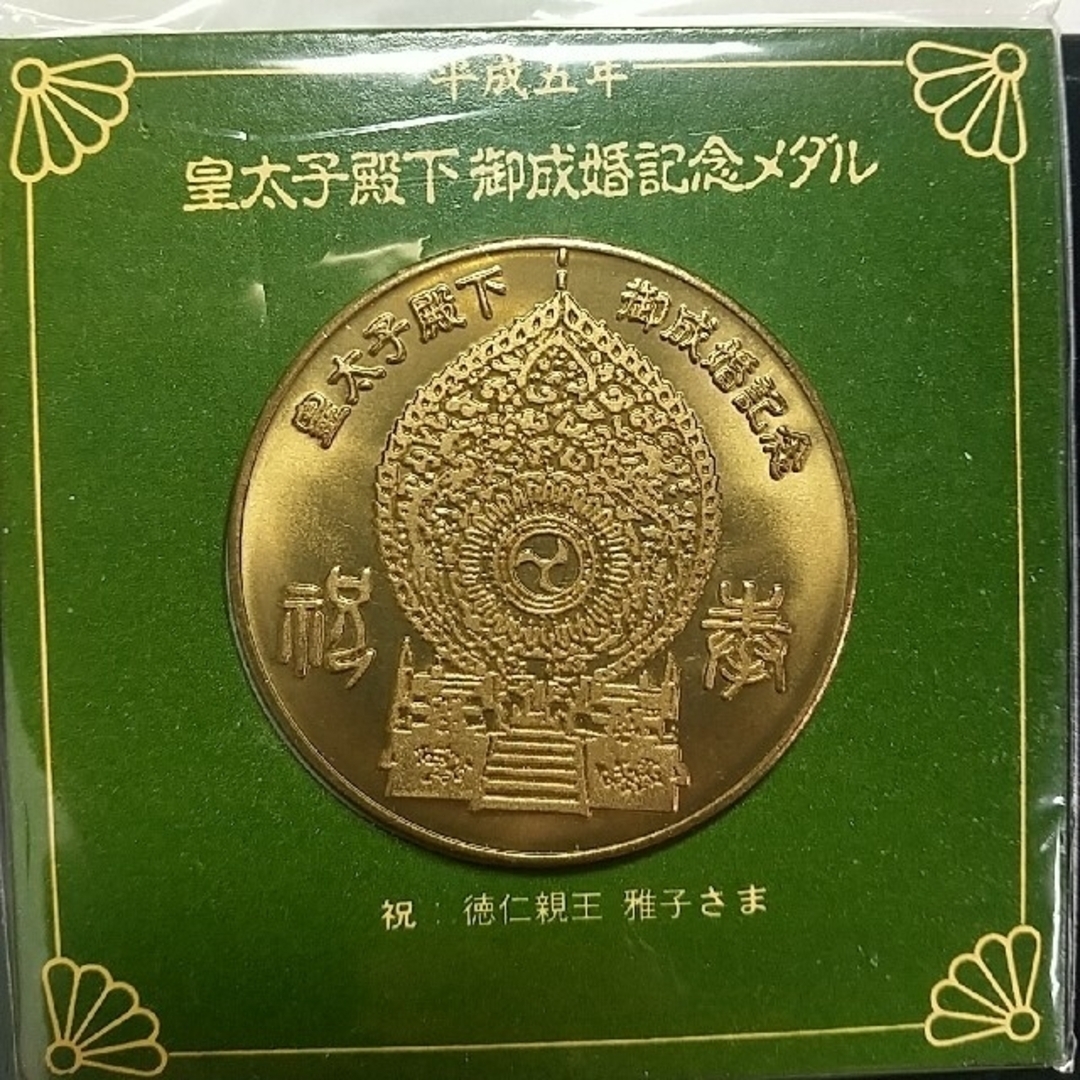 平成五年
皇太子殿下 御成婚記念メダル
皇太子殿下 御成婚記念
奉祝
祝: 徳仁親王 雅子さま